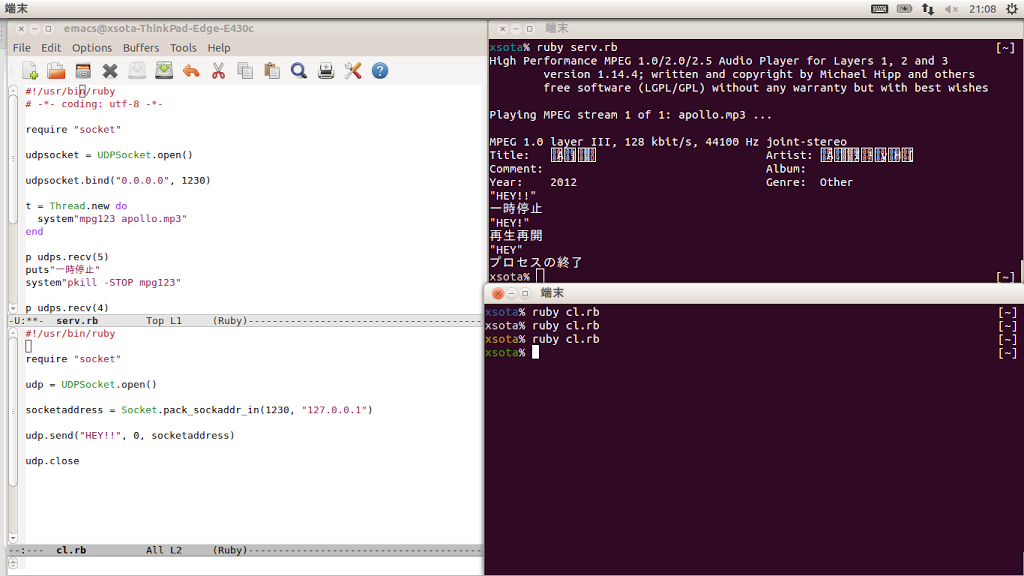 端末
21:08
emacs@xsota-ThinkPad-Edge-E430c
File Edit Options Buffers Tools Help
#!/usr/bin/ruby
# -*- coding: utf-8 -*-
require "socket"
udpsocket = UDPSocket.open()
udpsocket.bind("0.0.0.0", 1230)
t = Thread.new do
system"mpg123 apollo.mp3"
end
p udps.recv(5)
puts"一時停止"
system"pkill -STOP mpg123"
p udps.recv(4)
-U:**- serv.rb Top L1 (Ruby)
#!/usr/bin/ruby
require "socket"
udp = UDPSocket.open()
socketaddress = Socket.pack_sockaddr_in(1230, "127.0.0.1")
udp.send("HEY!!", 0, socketaddress)
udp.close
--:--- cl.rb All L2 (Ruby)
端末
xsota% ruby serv.rb [~]
High Performance MPEG 1.0/2.0/2.5 Audio Player for Layers 1, 2 and 3
version 1.14.4; written and copyright by Michael Hipp and others
free software (LGPL/GPL) without any warranty but with best wishes
Playing MPEG stream 1 of 1: apollo.mp3 ...
MPEG 1.0 layer III, 128 kbit/s, 44100 Hz joint-stereo
Title: Artist:
Comment: Album:
Year: 2012 Genre: Other
"HEY!!"
一時停止
"HEY!"
再生再開
"HEY"
プロセスの終了
xsota% [~]
端末
xsota% ruby cl.rb [~]
xsota% ruby cl.rb [~]
xsota% ruby cl.rb [~]
xsota% [~]